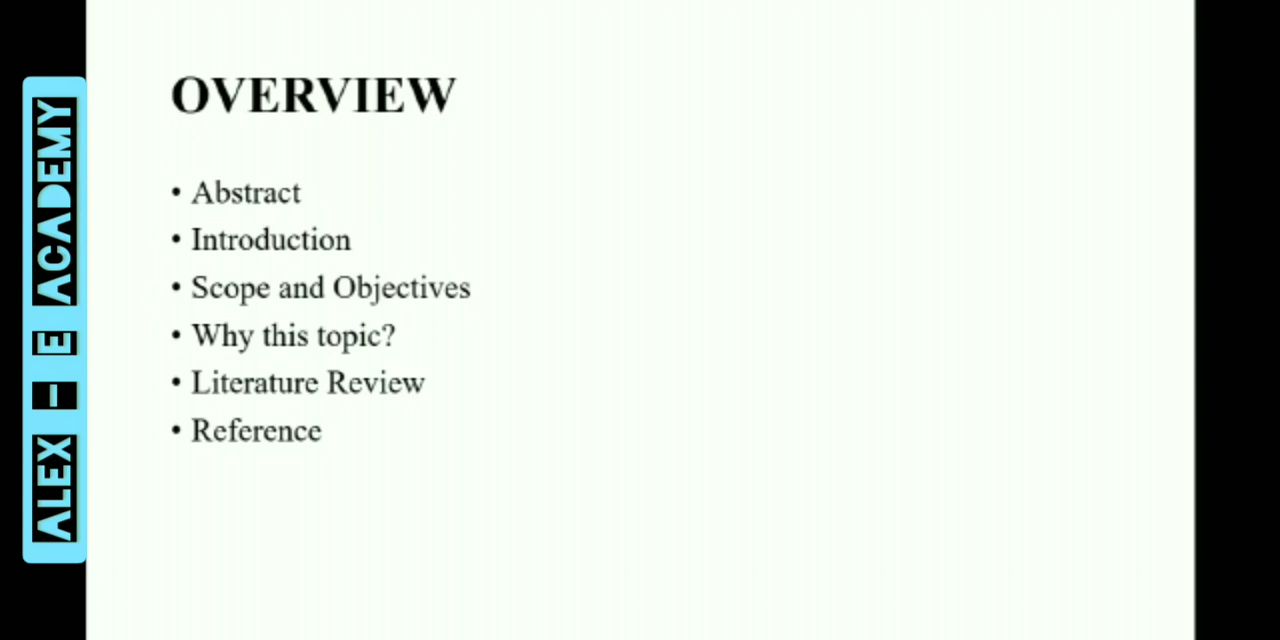 ALEX - E ACADEMY
OVERVIEW
• Abstract
• Introduction
• Scope and Objectives
• Why this topic?
• Literature Review
• Reference